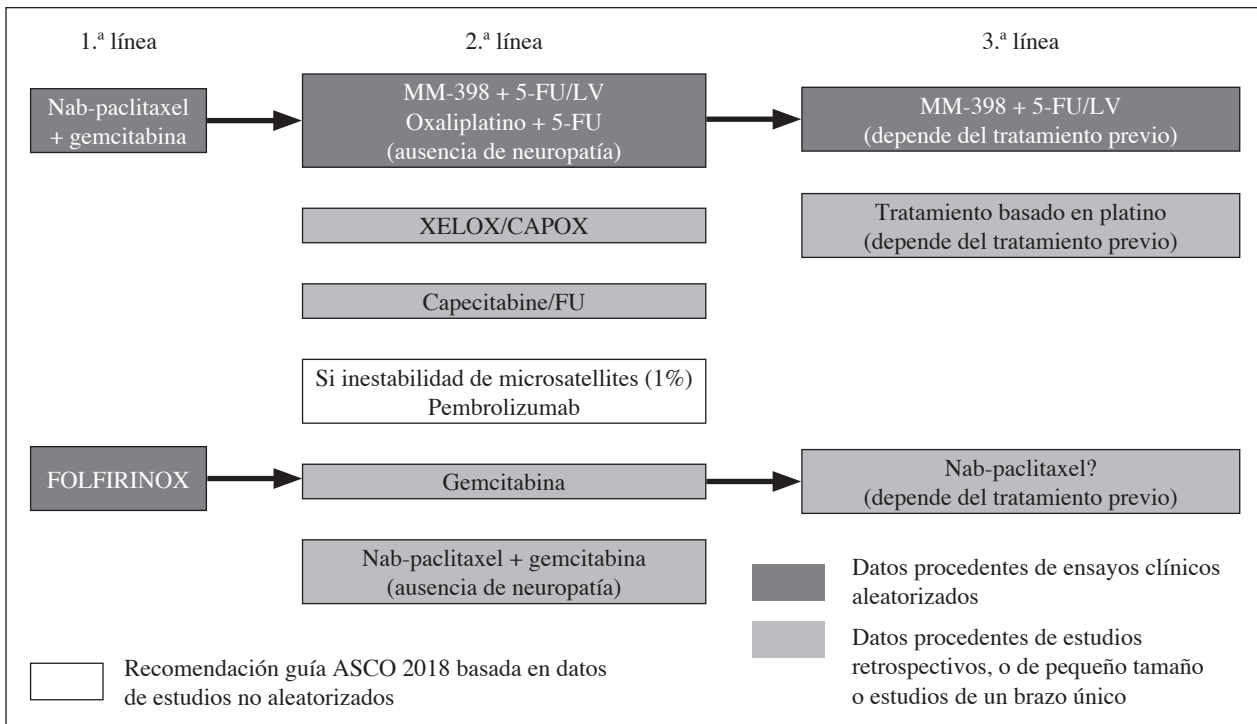 1.ª línea
2.ª línea
3.ª línea
Nab-paclitaxel
+ gemcitabina
MM-398 + 5-FU/LV
Oxaliplatino + 5-FU
(ausencia de neuropatía)
MM-398 + 5-FU/LV
(depende del tratamiento previo)
XELOX/CAPOX
Tratamiento basado en platino
(depende del tratamiento previo)
Capecitabine/FU
Si inestabilidad de microsatellites (1%)
Pembrolizumab
FOLFIRINOX
Gemcitabina
Nab-paclitaxel?
(depende del tratamiento previo)
Nab-paclitaxel + gemcitabina
(ausencia de neuropatía)
Datos procedentes de ensayos clínicos
aleatorizados
Datos procedentes de estudios
retrospectivos, o de pequeño tamaño
o estudios de un brazo único
Recomendación guía ASCO 2018 basada en datos
de estudios no aleatorizados